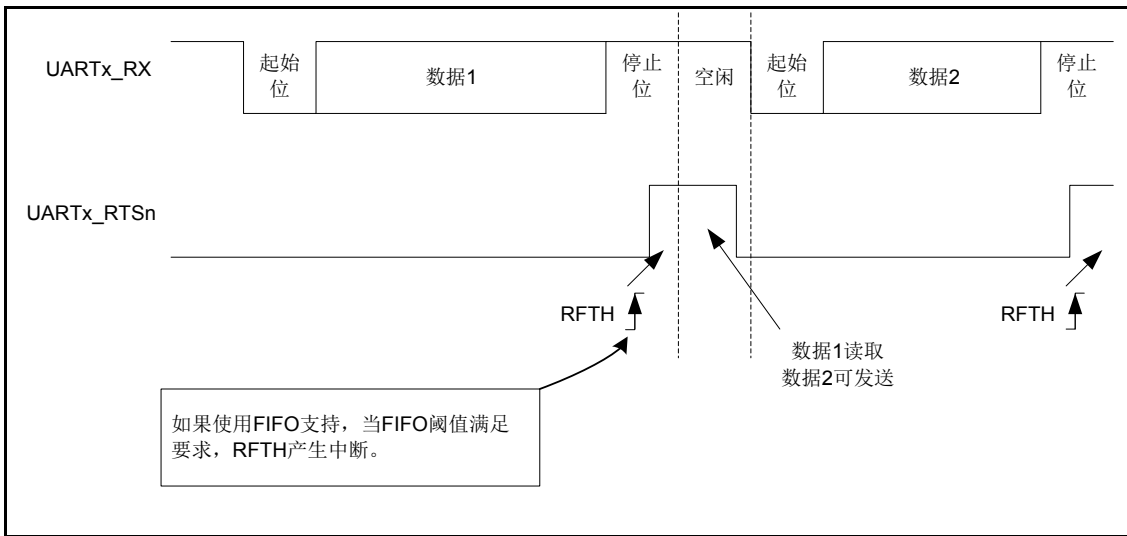 UARTx_RX
起始
位
数据1
停止
位
空闲
起始
位
数据2
停止
位
UARTx_RTSn
RFTH
RFTH
数据1读取
数据2可发送
如果使用FIFO支持，当FIFO阈值满足
要求，RFTH产生中断。